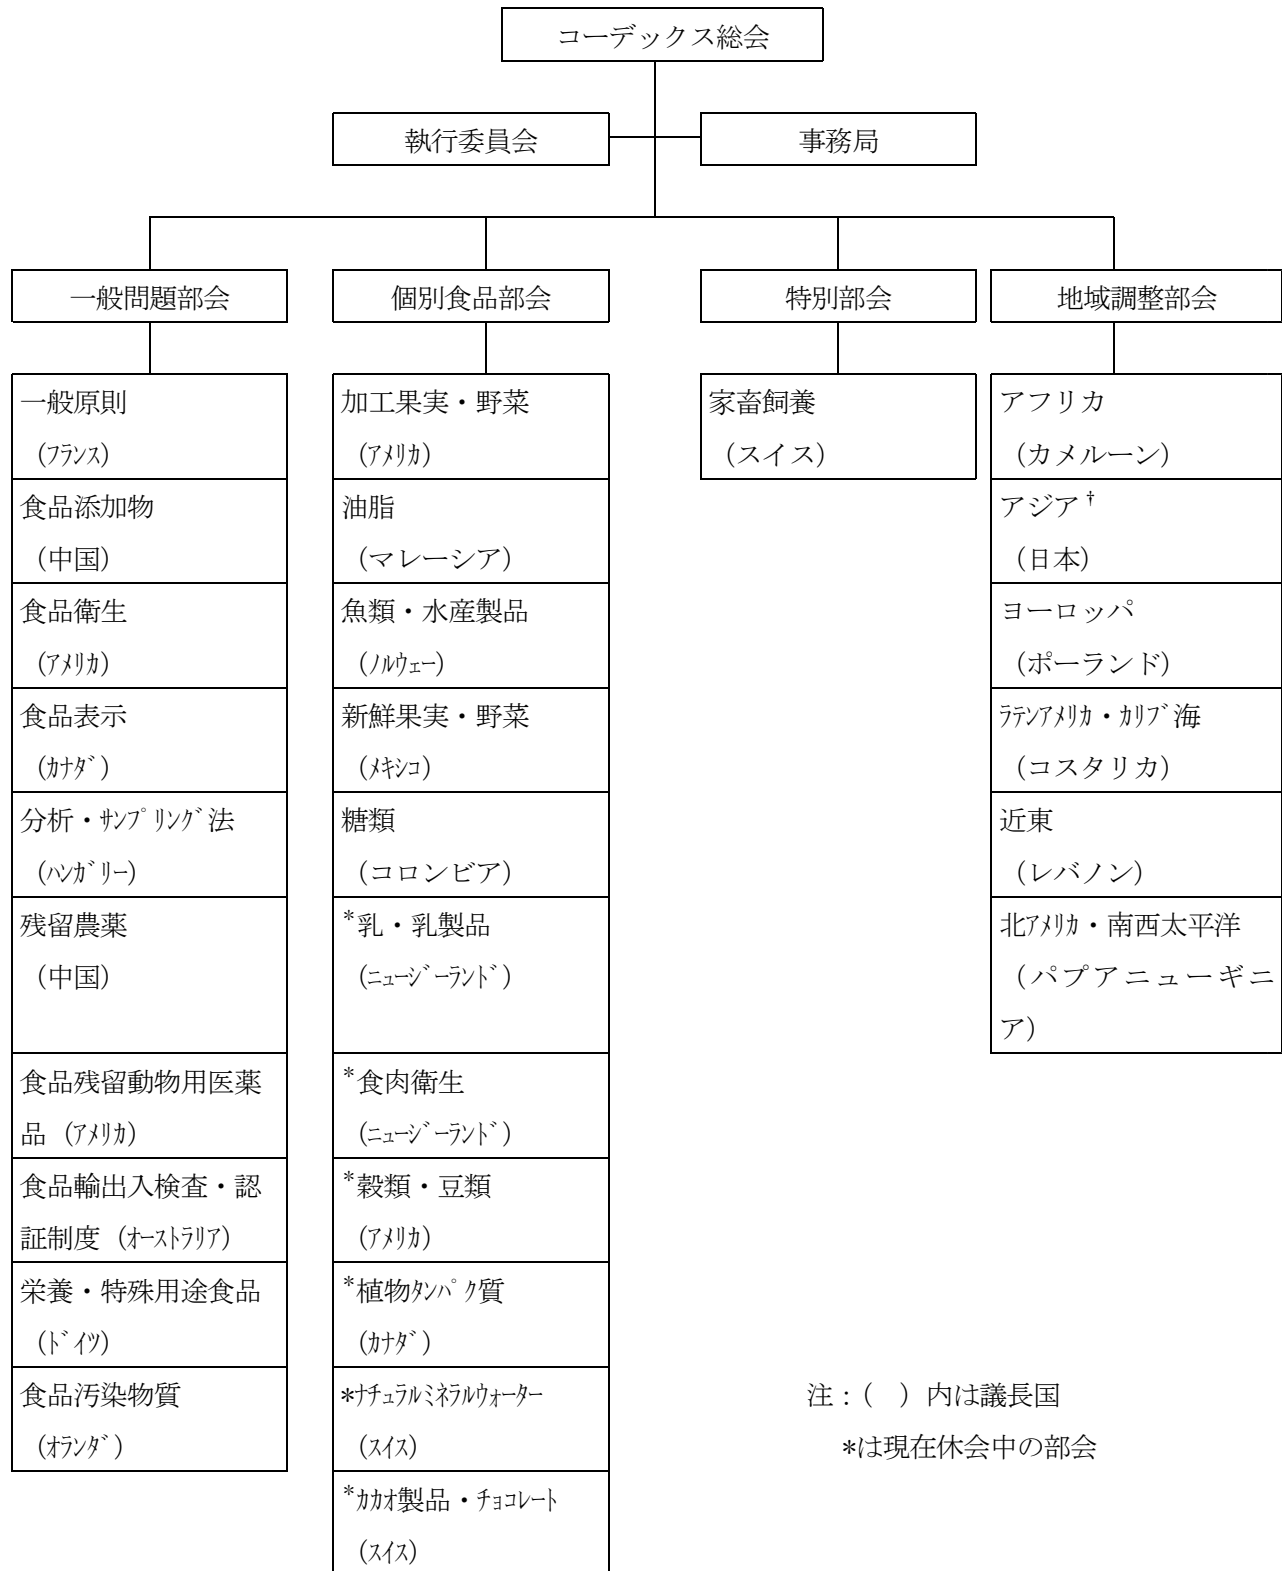 コーデックス総会
執行委員会
事務局
一般問題部会
個別食品部会
特別部会
地域調整部会
一般原則
(フランス)
食品添加物
(中国)
食品衛生
(アメリカ)
食品表示
(カナダ)
分析・サンプリング法
(ハンガリー)
残留農薬
(中国)
食品残留動物用医薬
品 (アメリカ)
食品輸出入検査・認
証制度 (オーストラリア)
栄養・特殊用途食品
(ドイツ)
食品汚染物質
(オランダ)
加工果実・野菜
(アメリカ)
油脂
(マレーシア)
魚類・水産製品
(ノルウェー)
新鮮果実・野菜
(メキシコ)
糖類
(コロンビア)
*乳・乳製品
(ニュージーランド)
*食肉衛生
(ニュージーランド)
*穀類・豆類
(アメリカ)
*植物タンパク質
(カナダ)
*ナチュラルミネラルウォーター
(スイス)
*カカオ製品・チョコレート
(スイス)
家畜飼養
(スイス)
アフリカ
(カメルーン)
アジア†
(日本)
ヨーロッパ
(ポーランド)
ラテンアメリカ・カリブ海
(コスタリカ)
近東
(レバノン)
北アメリカ・南西太平洋
(パプアニューギニ
ア)
注:( )内は議長国
*は現在休会中の部会